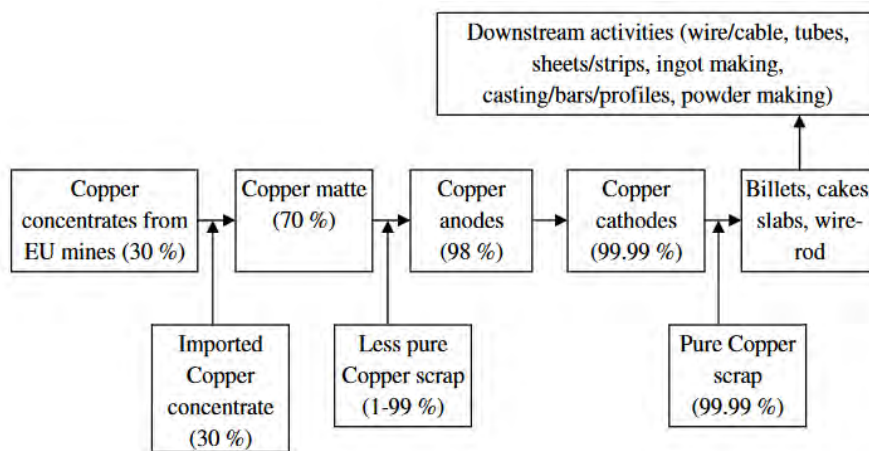 Downstream activities (wire/cable, tubes,
sheets/strips, ingot making,
casting/bars/profiles, powder making)
Copper
concentrates from
EU mines (30 %)
Copper matte
(70 %)
Copper
anodes
(98 %)
Copper
cathodes
(99.99 %)
Billets, cakes
slabs, wire-
rod
Imported
Copper
concentrate
(30 %)
Less pure
Copper scrap
(1-99 %)
Pure Copper
scrap
(99.99 %)